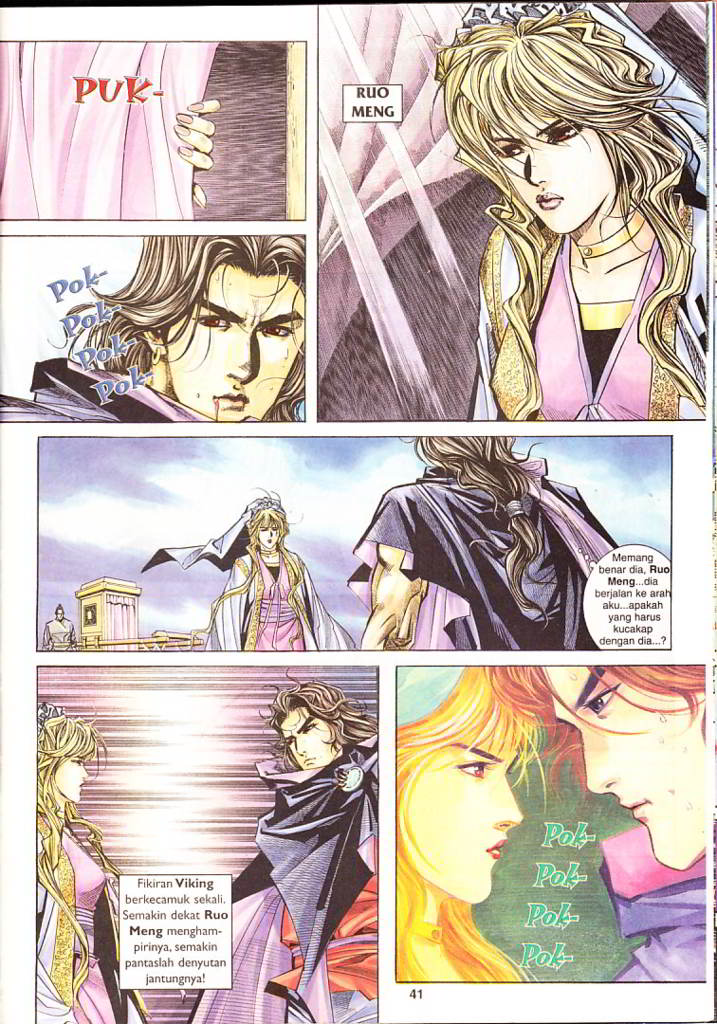 PUK-
RUO
MENG
Pok-
Pok-
Pok-
Pok-
Memang
benar dia, Ruo
Meng...dia
berjalan ke arah
aku...apakah
yang harus
kucakap
dengan dia...?
Fikiran Viking
berkecamuk sekali.
Semakin dekat Ruo
Meng mengham-
pirinya, semakin
pantaslah denyutan
jantungnya!
Pok-
Pok-
Pok-
Pok-
41